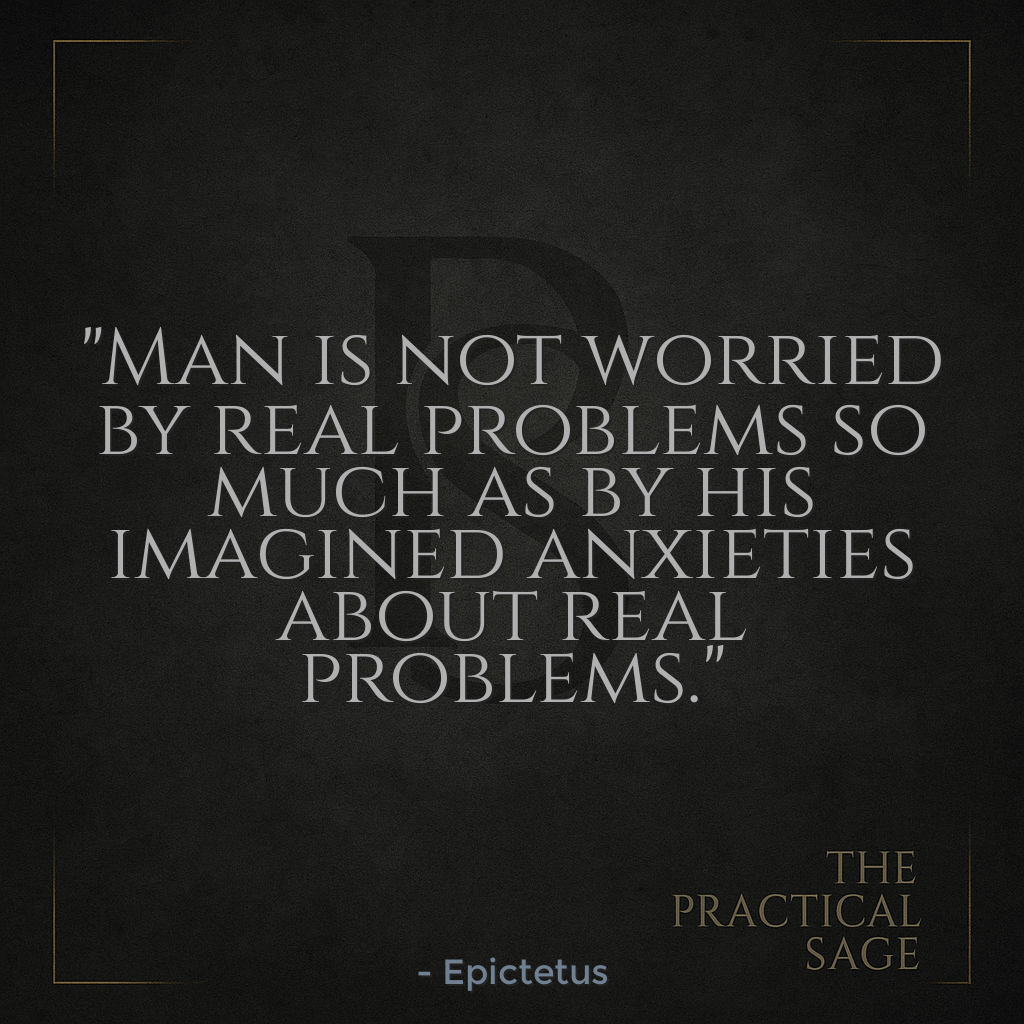 "Man is not worried
by real problems so
much as by his
imagined anxieties
about real
problems."
THE
PRACTICAL
SAGE
- Epictetus